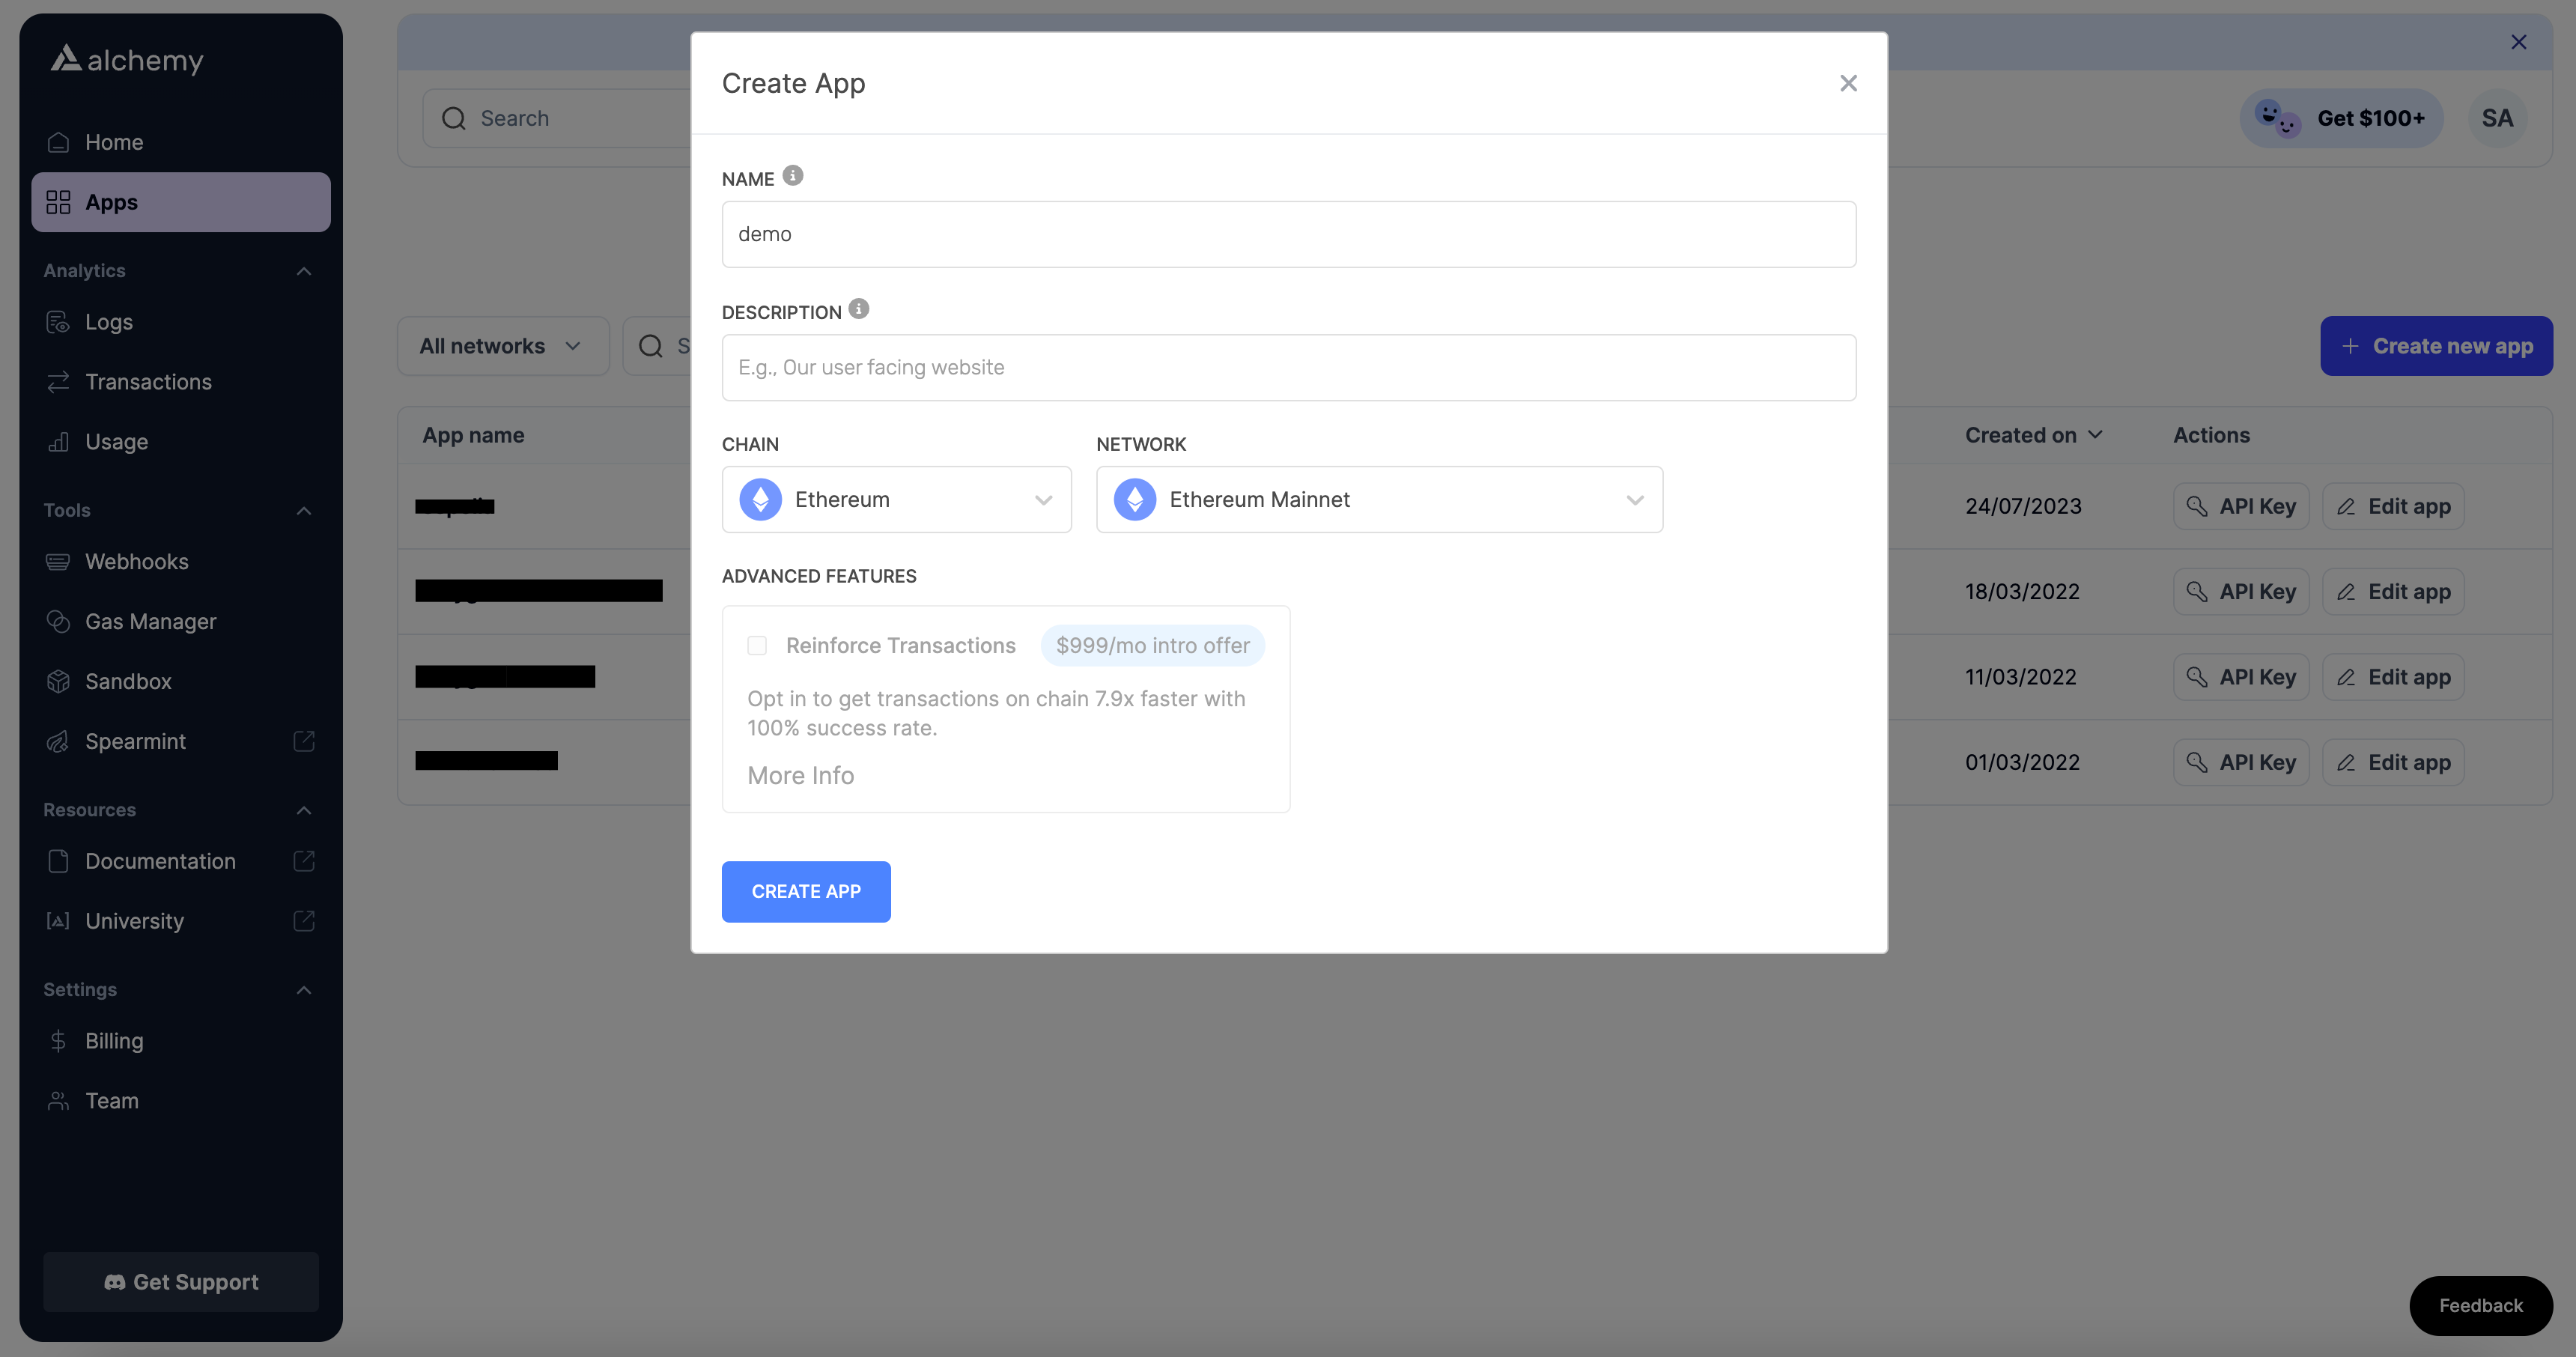 alchemy
Home
Apps
Analytics
Logs
Transactions
Usage
Tools
Webhooks
Gas Manager
Sandbox
Spearmint
Resources
Documentation
University
Settings
Billing
Team
Get Support
Search
Get $100+
SA
All networks
S
+ Create new app
App name
Created on
Actions
24/07/2023
API Key
Edit app
18/03/2022
API Key
Edit app
11/03/2022
API Key
Edit app
01/03/2022
API Key
Edit app
Create App
NAME
demo
DESCRIPTION
E.g., Our user facing website
CHAIN
NETWORK
Ethereum
Ethereum Mainnet
ADVANCED FEATURES
Reinforce Transactions
$999/mo intro offer
Opt in to get transactions on chain 7.9x faster with
100% success rate.
More Info
CREATE APP
Feedback